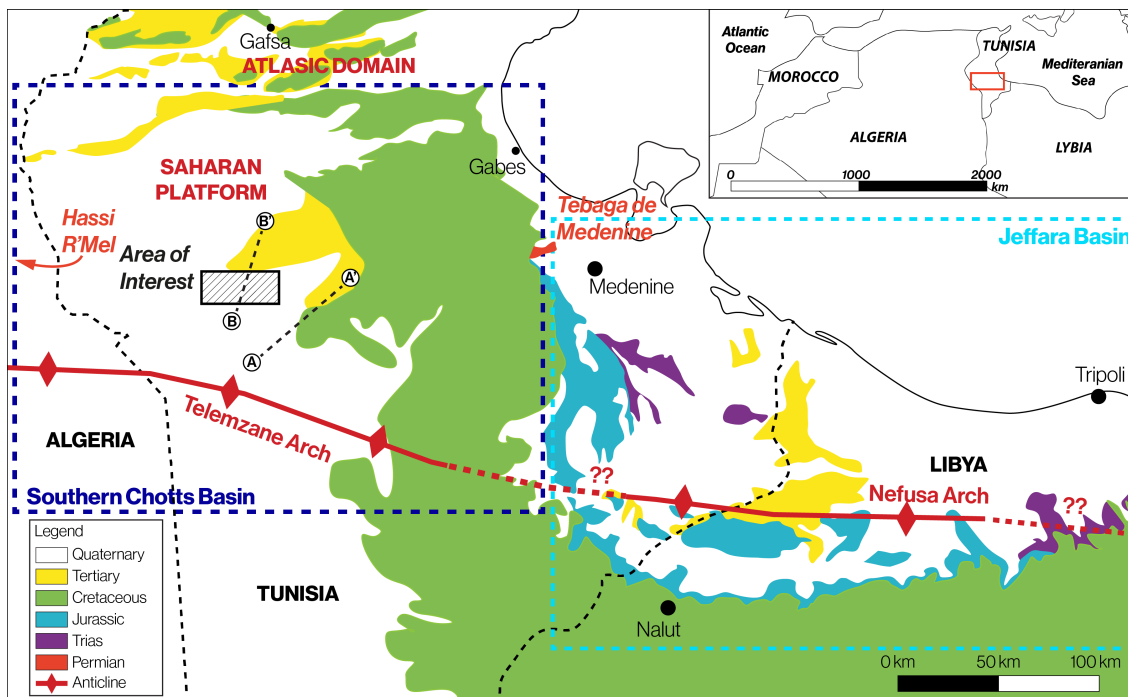 Gafsa
ATLASIC DOMAIN
Atlantic
Ocean
MOROCCO
TUNISIA
Mediteranian
Sea
ALGERIA
LYBIA
0
1000
2000
km
SAHARAN
PLATFORM
Gabes
Hassi
R'Mel
Area of
Interest
B'
A'
B
A
Tebaga de
Medenine
Jeffara Basin
Medenine
Tripoli
Telemzane Arch
ALGERIA
??
LIBYA
Nefusa Arch
??
Southern Chotts Basin
TUNISIA
Nalut
Legend
Quaternary
Tertiary
Cretaceous
Jurassic
Trias
Permian
Anticline
0 km
50 km
100 km